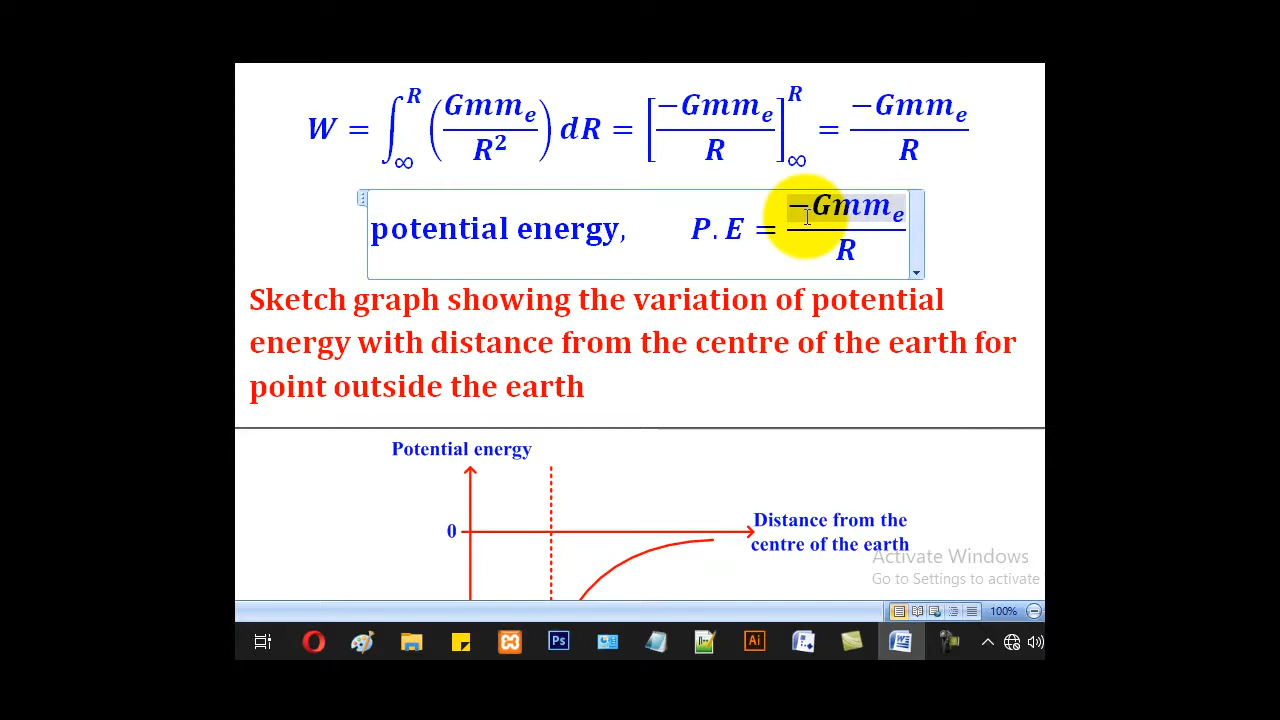 W = ∫_∞^R (Gmm_e/R²) dR = [−Gmm_e/R]_∞^R = −Gmm_e/R
potential energy, P.E = −Gmm_e/R
Sketch graph showing the variation of potential
energy with distance from the centre of the earth for
point outside the earth
Potential energy
0
Distance from the
centre of the earth
Activate Windows
Go to Settings to activate
100%
Ps
Ai
W